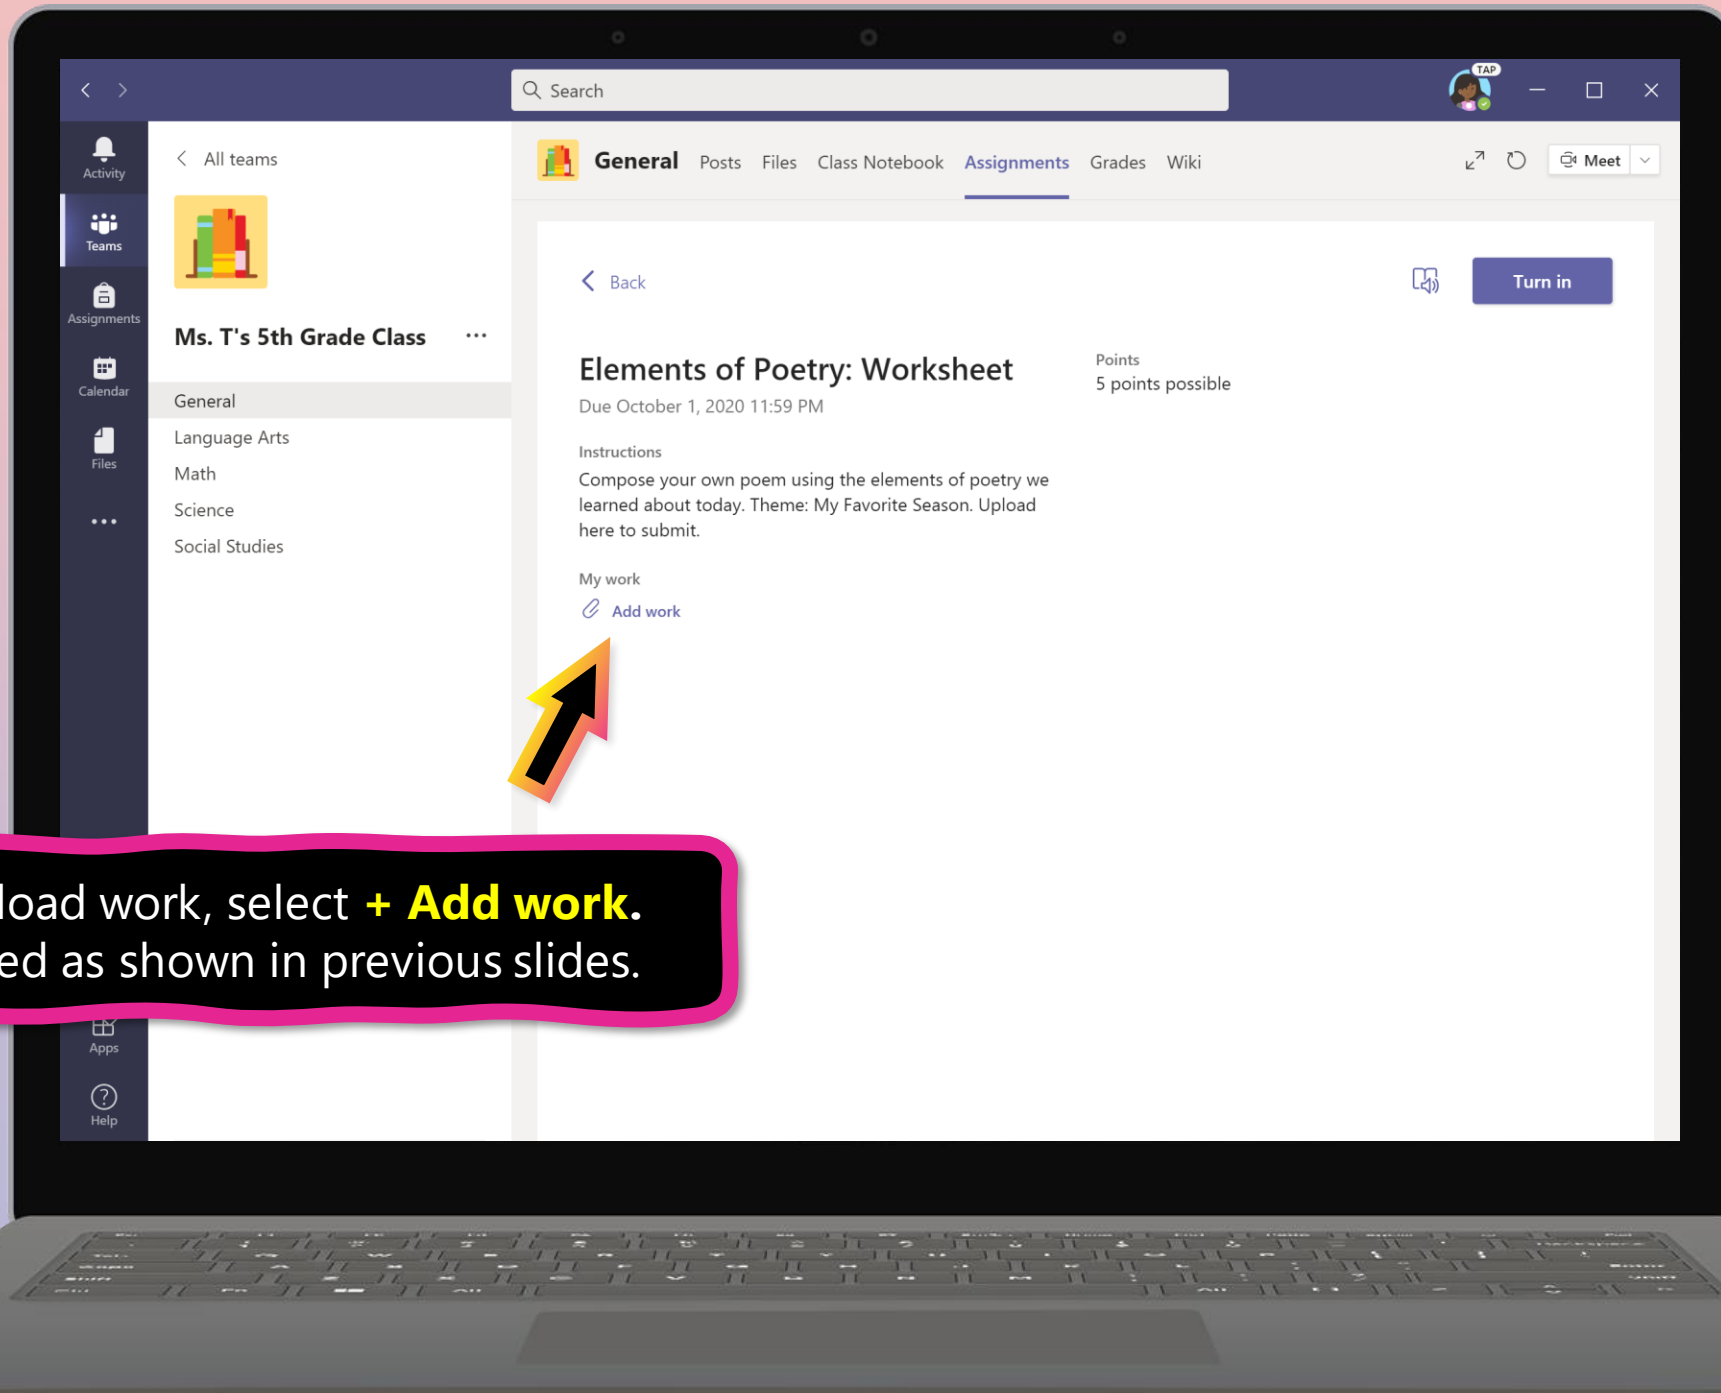 Search
TAP
Activity
Teams
Assignments
Calendar
Files
Apps
Help
All teams
Ms. T's 5th Grade Class
General
Language Arts
Math
Science
Social Studies
General Posts Files Class Notebook Assignments Grades Wiki
Meet
Back
Turn in
Elements of Poetry: Worksheet
Due October 1, 2020 11:59 PM
Points
5 points possible
Instructions
Compose your own poem using the elements of poetry we
learned about today. Theme: My Favorite Season. Upload
here to submit.
My work
Add work
load work, select + Add work.
ed as shown in previous slides.